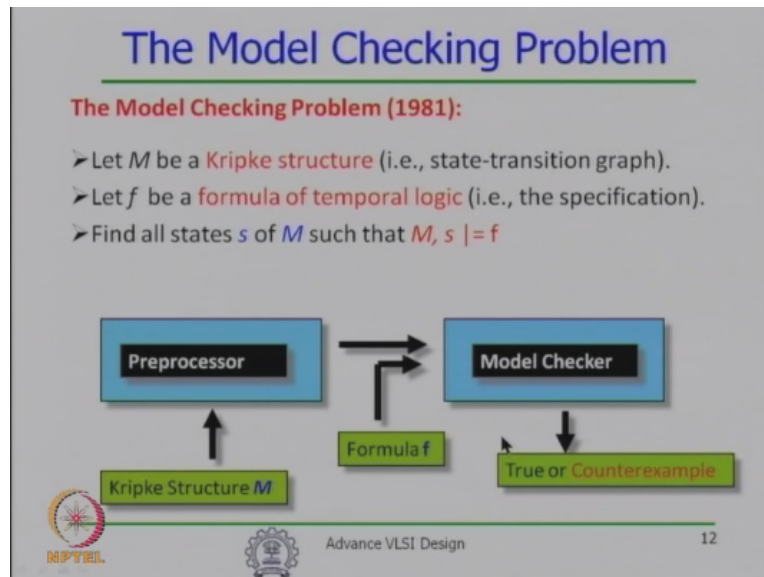 The Model Checking Problem
The Model Checking Problem (1981):
➢Let M be a Kripke structure (i.e., state-transition graph).
➢Let f be a formula of temporal logic (i.e., the specification).
➢Find all states s of M such that M, s |= f
Preprocessor
Model Checker
Formula f
True or Counterexample
Kripke Structure M
NPTEL
Advance VLSI Design
12